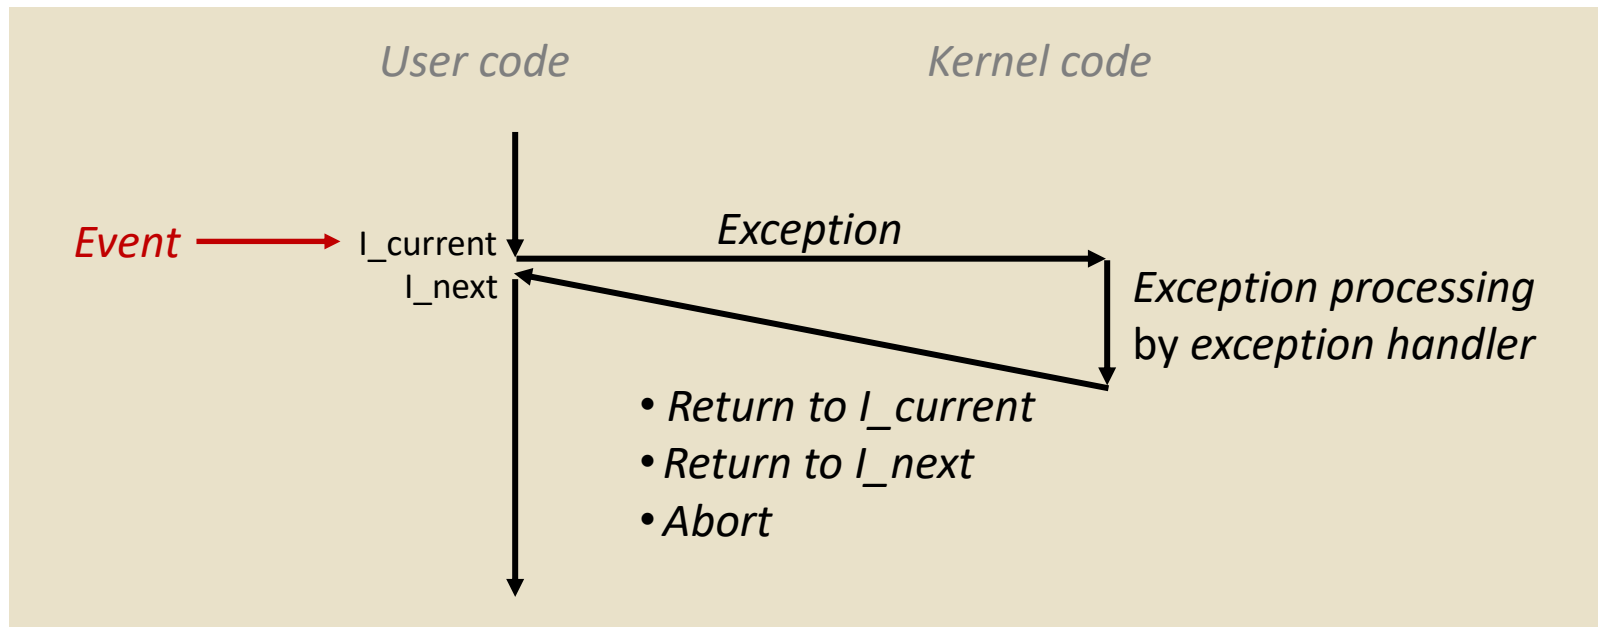 User code
Kernel code
Event
I_current
I_next
Exception
Exception processing
by exception handler
• Return to I_current
• Return to I_next
• Abort